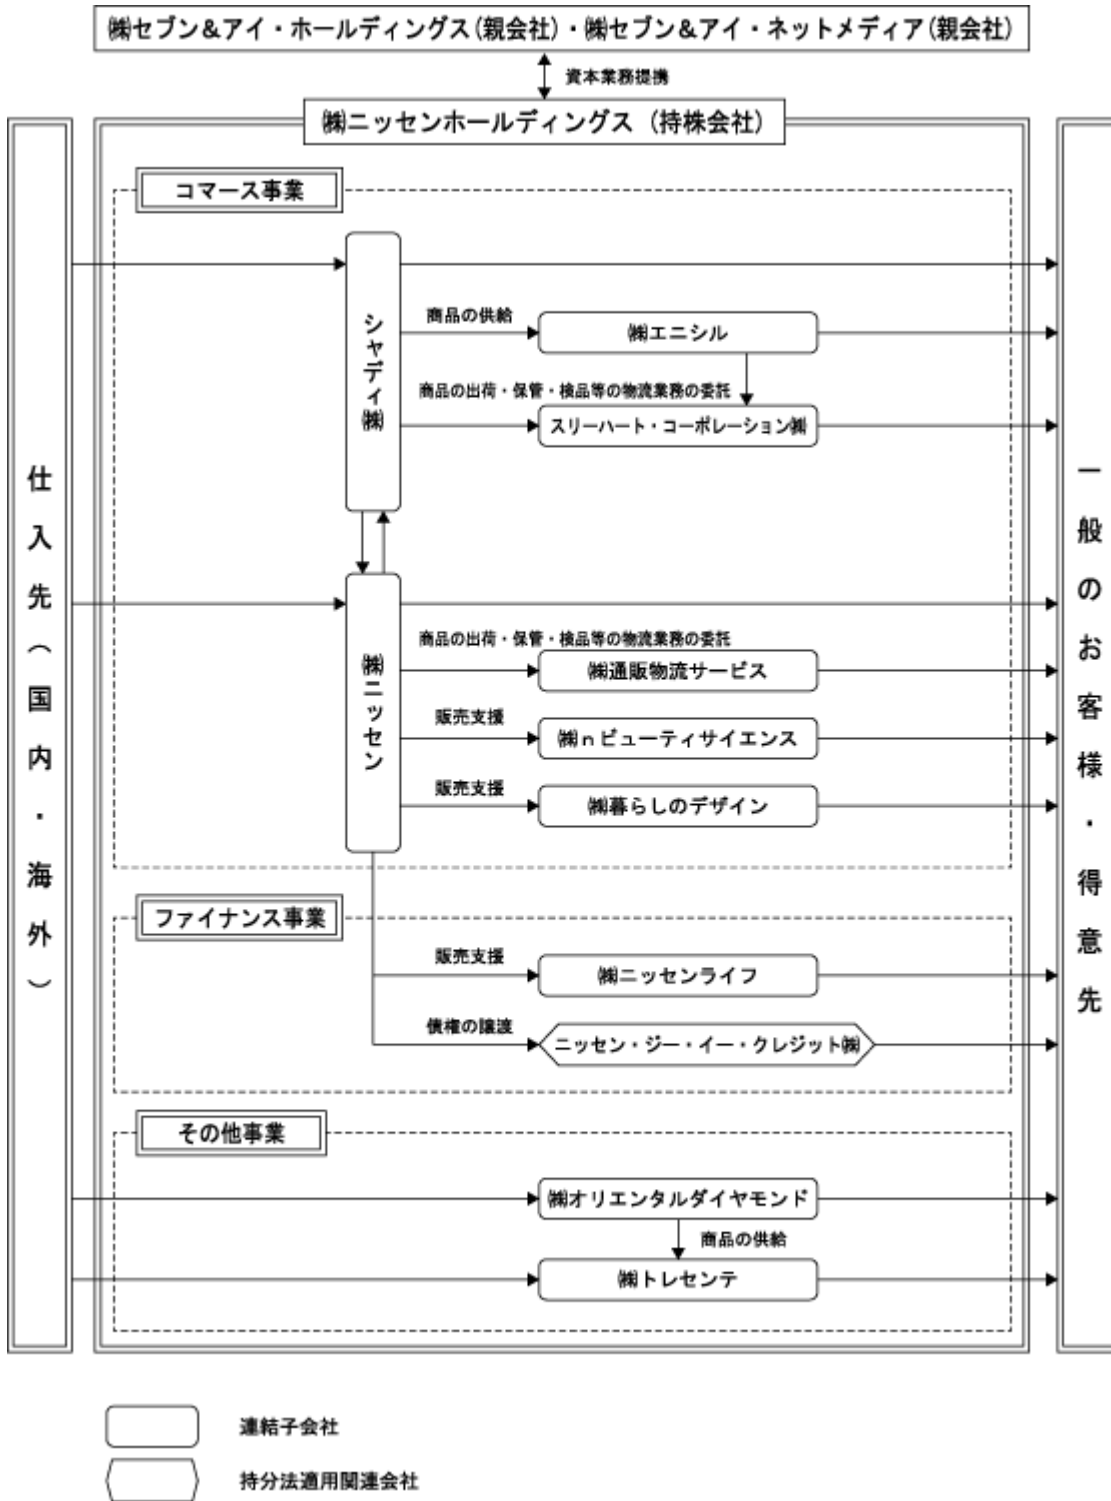 ㈱セブン＆アイ・ホールディングス(親会社)・㈱セブン＆アイ・ネットメディア(親会社)
資本業務提携
㈱ニッセンホールディングス（持株会社）
仕入先（国内・海外）
一般のお客様・得意先
コマース事業
シャディ㈱
商品の供給
㈱エニシル
商品の出荷・保管・検品等の物流業務の委託
スリーハート・コーポレーション㈱
㈱ニッセン
商品の出荷・保管・検品等の物流業務の委託
㈱通販物流サービス
販売支援
㈱ｎビューティサイエンス
販売支援
㈱暮らしのデザイン
ファイナンス事業
販売支援
㈱ニッセンライフ
債権の譲渡
ニッセン・ジー・イー・クレジット㈱
その他事業
㈱オリエンタルダイヤモンド
商品の供給
㈱トレセンテ
連結子会社
持分法適用関連会社